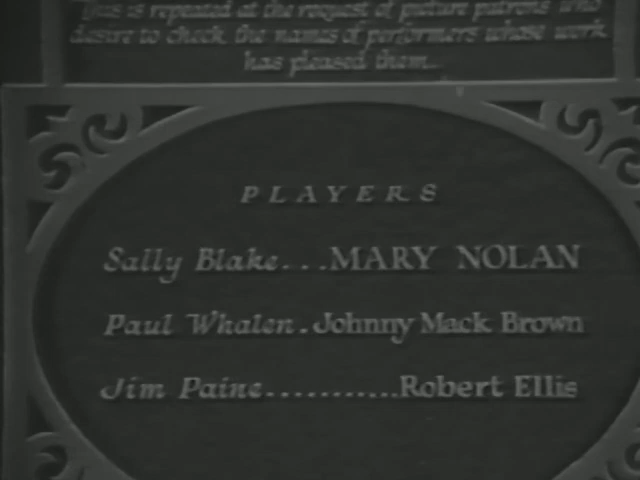 This is repeated at the request of picture patrons who
desire to check the names of performers whose work
has pleased them.
PLAYERS
Sally Blake...MARY NOLAN
Paul Whalen.Johnny Mack Brown
Jim Paine...........Robert Ellis